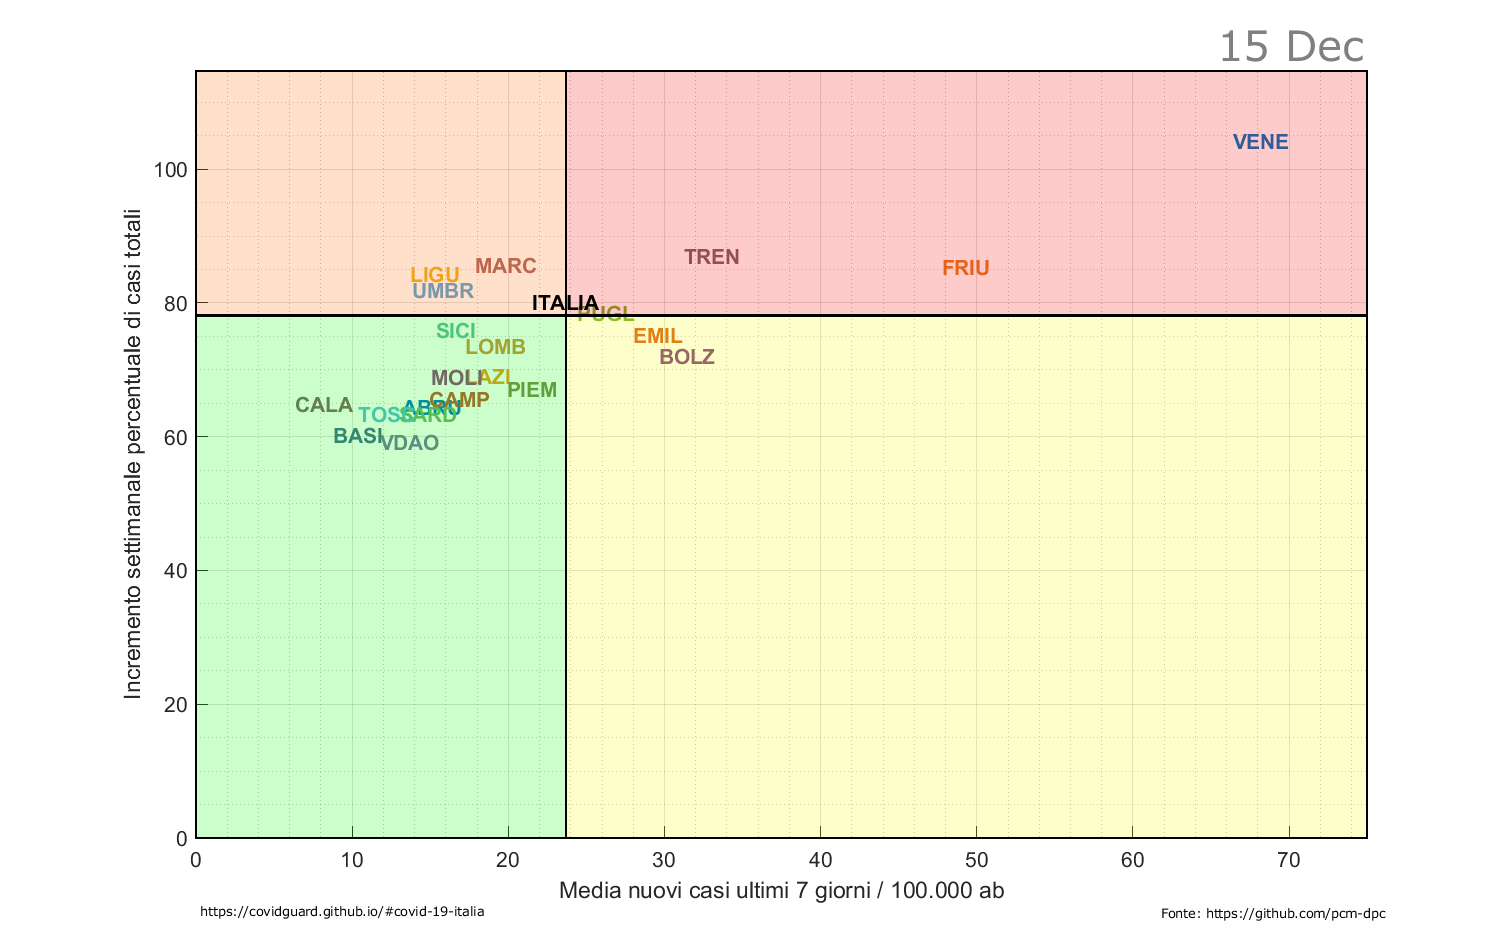 15 Dec
Incremento settimanale percentuale di casi totali
100
80
60
40
20
0
VENE
TREN
FRIU
MARC
LIGU
UMBR
ITALIA
PUGL
SICI
EMIL
LOMB
BOLZ
MOLI
LAZI
PIEM
CAMP
CALA
ABRU
TOSC
SARD
BASI
VDAO
0 10 20 30 40 50 60 70
Media nuovi casi ultimi 7 giorni / 100.000 ab
https://covidguard.github.io/#covid-19-italia
Fonte: https://github.com/pcm-dpc